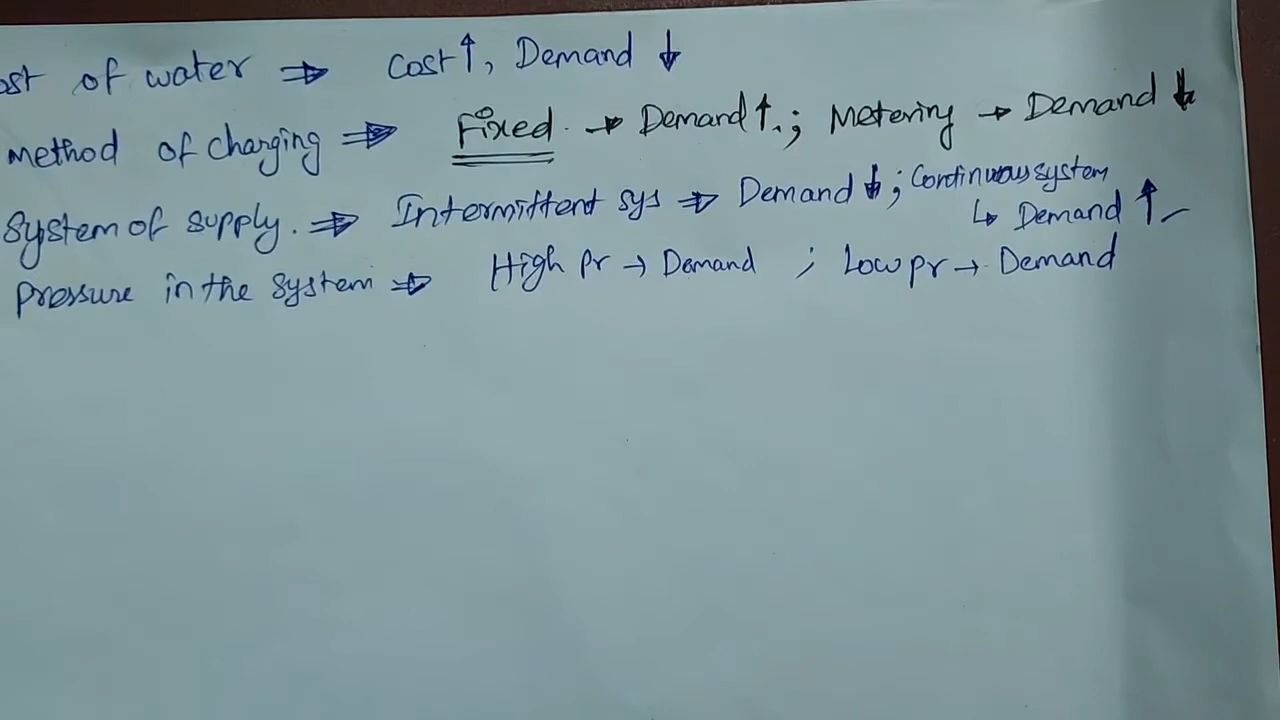 ost of water ⇒ Cost↑, Demand ↓
method of charging ⇒ Fixed. → Demand↑.; Metering → Demand ↓
System of supply. ⇒ Intermittent sys ⇒ Demand ↓; Continuous system
↳ Demand ↑
Pressure in the System ⇒ High pr → Demand ; Low pr → Demand